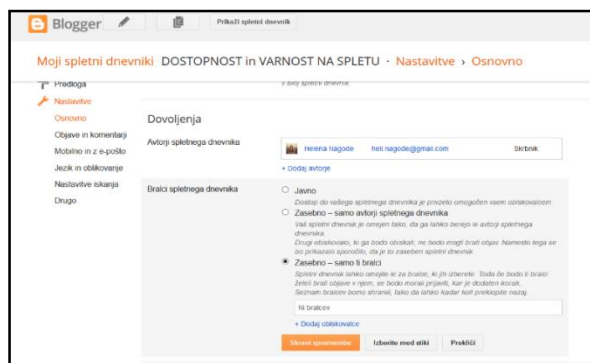 Blogger
Prikaži spletni dnevnik
Moji spletni dnevniki DOSTOPNOST in VARNOST NA SPLETU · Nastavitve › Osnovno
Predloga
Nastavitve
Osnovno
Objave in komentarji
Mobilno in z e-pošto
Jezik in oblikovanje
Nastavitve iskanja
Drugo
v tvoj spletni dnevnik.
Dovoljenja
Avtorji spletnega dnevnika
Helena Nagode heli.nagode@gmail.com Skrbnik
+ Dodaj avtorje
Bralci spletnega dnevnika
Javno
Dostop do vašega spletnega dnevnika je privzeto omogočen vsem obiskovalcem.
Zasebno – samo avtorji spletnega dnevnika
Vaš spletni dnevnik je omejen tako, da ga lahko berejo le avtorji spletnega
dnevnika.
Drugi obiskovalci, ki ga bodo obiskali, ne bodo mogli brati objav. Namesto tega se
bo prikazalo sporočilo, da je to zaseben spletni dnevnik.
Zasebno – samo ti bralci
Spletni dnevnik lahko omejite le za bralce, ki jih izberete. Toda če bodo ti bralci
želeli brati objave v njem, se bodo morali prijaviti, kar je dodaten korak.
Seznam bralcev bomo shranili, tako da lahko kadar koli preklopite nazaj.
Ni bralcev
+ Dodaj obiskovalce
Shrani spremembe Izberite med stiki Prekliči